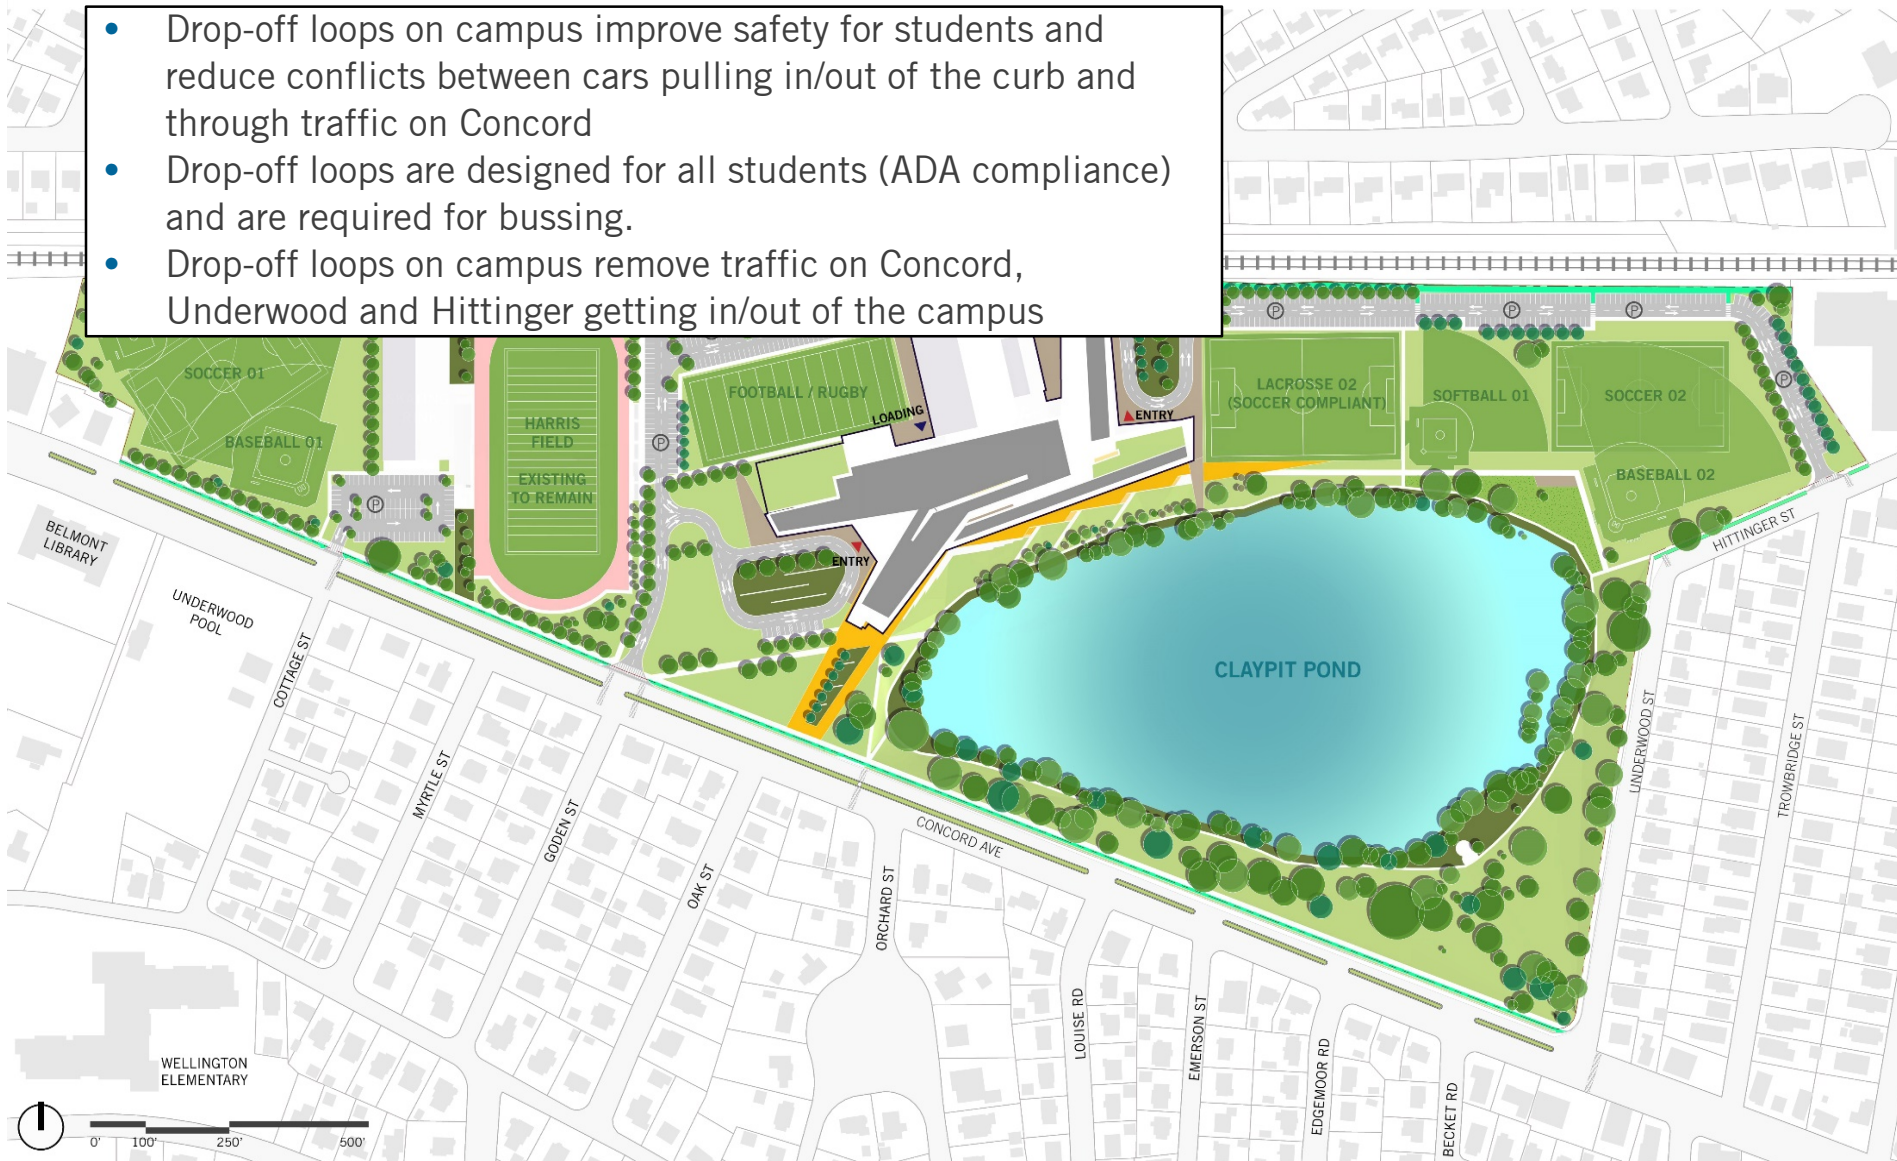 • Drop-off loops on campus improve safety for students and
reduce conflicts between cars pulling in/out of the curb and
through traffic on Concord
• Drop-off loops are designed for all students (ADA compliance)
and are required for bussing.
• Drop-off loops on campus remove traffic on Concord,
Underwood and Hittinger getting in/out of the campus
P
P
P
P
SOCCER 01
BASEBALL 01
HARRIS
FIELD
EXISTING
TO REMAIN
FOOTBALL / RUGBY
LOADING
ENTRY
LACROSSE 02
(SOCCER COMPLIANT)
SOFTBALL 01
SOCCER 02
BASEBALL 02
P
P
ENTRY
BELMONT
LIBRARY
UNDERWOOD
POOL
HITTINGER ST
CLAYPIT POND
COTTAGE ST
MYRTLE ST
GODEN ST
OAK ST
ORCHARD ST
CONCORD AVE
UNDERWOOD ST
TROWBRIDGE ST
LOUISE RD
EMERSON ST
EDGEMOOR RD
BECKET RD
WELLINGTON
ELEMENTARY
0' 100' 250' 500'